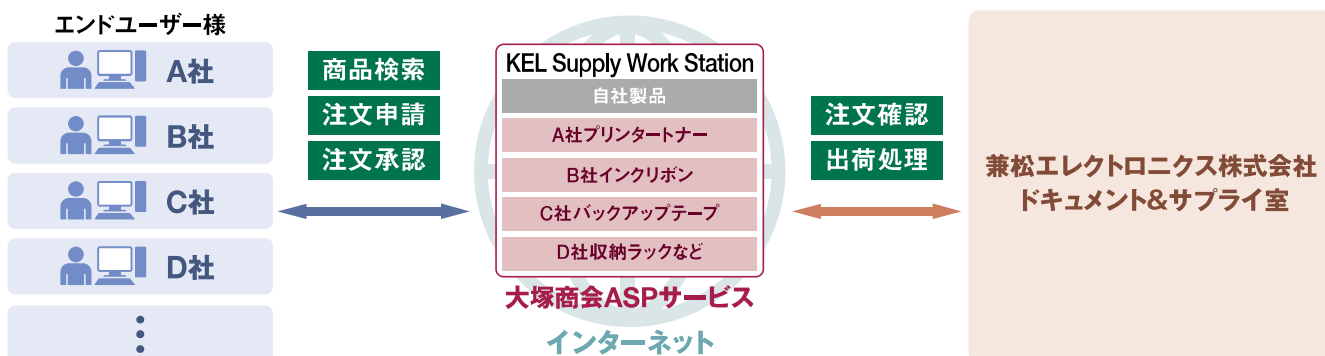 エンドユーザー様
A社
B社
C社
D社
商品検索
注文申請
注文承認
KEL Supply Work Station
自社製品
A社プリンタートナー
B社インクリボン
C社バックアップテープ
D社収納ラックなど
大塚商会ASPサービス
インターネット
注文確認
出荷処理
兼松エレクトロニクス株式会社
ドキュメント&サプライ室